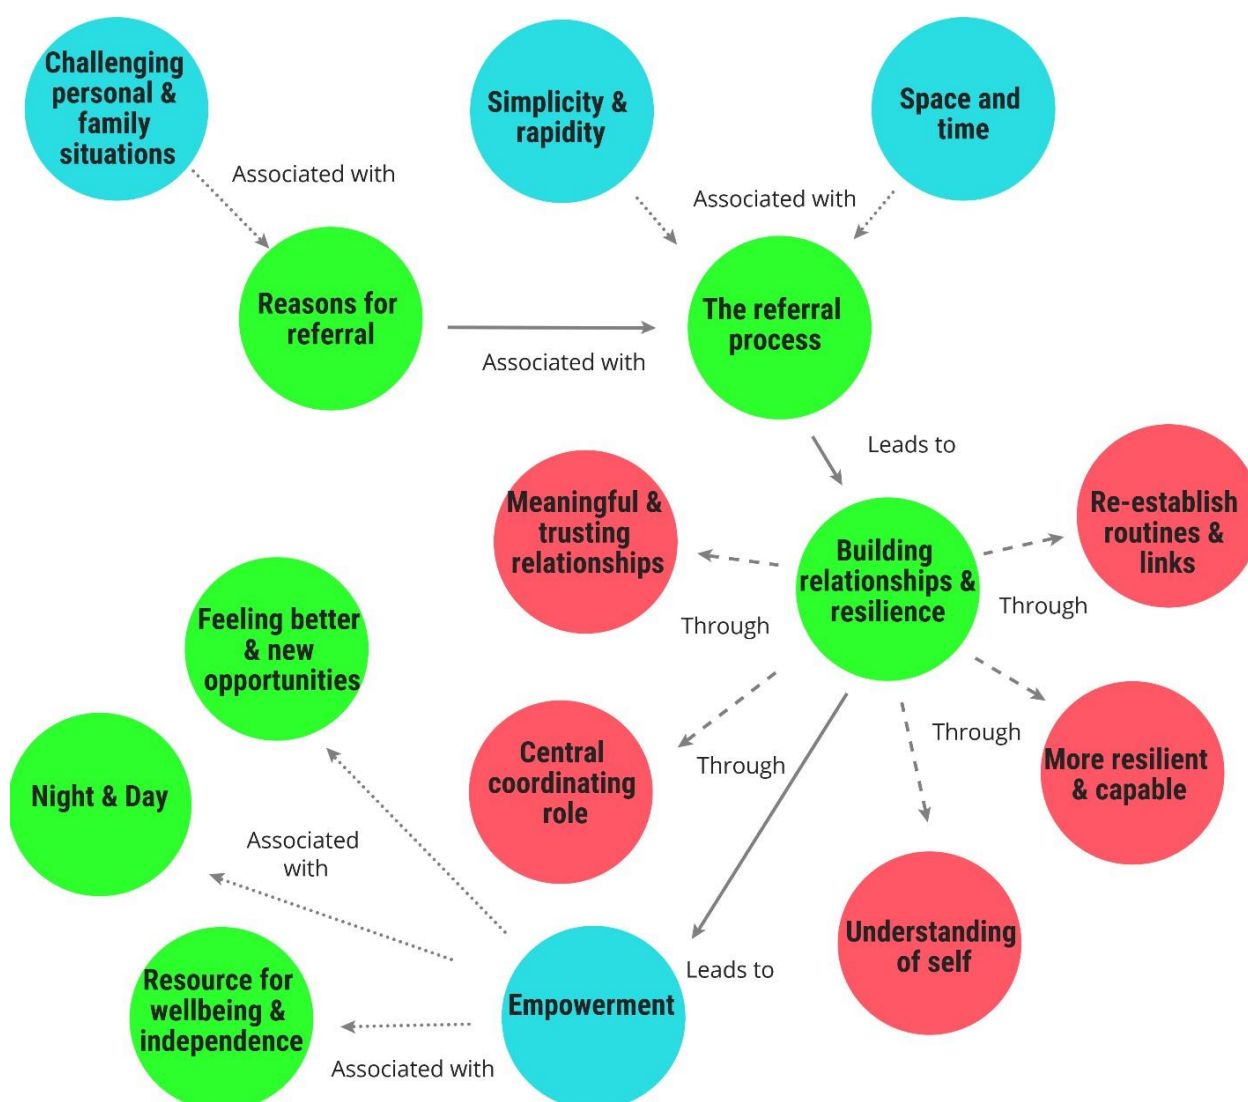 Challenging
personal &
family
situations
Simplicity &
rapidity
Space and
time
Associated with
Associated with
Reasons for
referral
The referral
process
Associated with
Leads to
Meaningful &
trusting
relationships
Building
relationships &
resilience
Re-establish
routines &
links
Through
Through
Feeling better
& new
opportunities
Central
coordinating
role
Through
Through
More resilient
& capable
Night & Day
Associated
with
Understanding
of self
Leads to
Empowerment
Resource for
wellbeing &
independence
Associated with